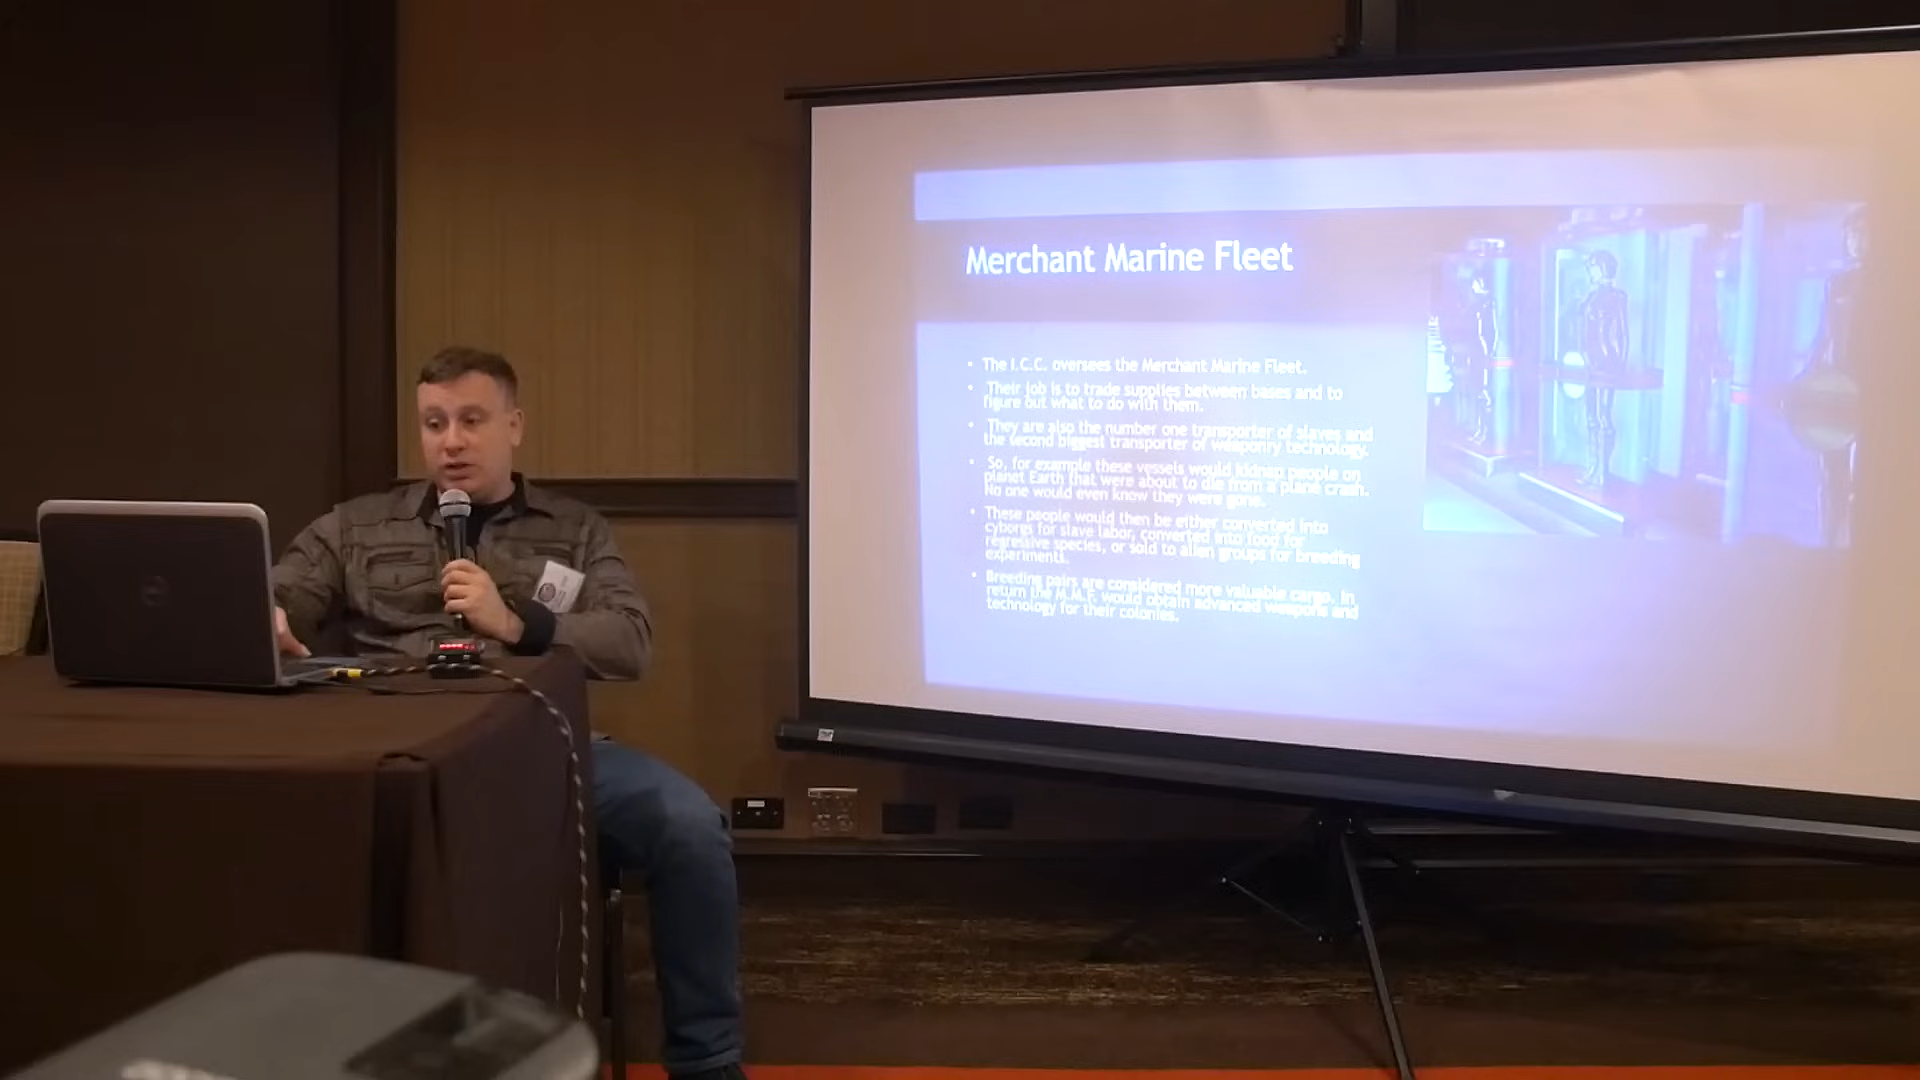 Merchant Marine Fleet
• The I.C.C. oversees the Merchant Marine Fleet.
• Their job is to trade supplies between bases and to
figure out what to do with them.
• They are also the number one transporter of slaves and
the second biggest transporter of weaponry technology.
• So, for example these vessels would kidnap people on
planet Earth that were about to die from a plane crash.
No one would even know they were gone.
• These people would then be either converted into
cyborgs for slave labor, converted into food for
regressive species, or sold to alien groups for breeding
experiments.
• Breeding pairs are considered more valuable cargo. In
return the M.M.F. would obtain advanced weapons and
technology for their colonies.